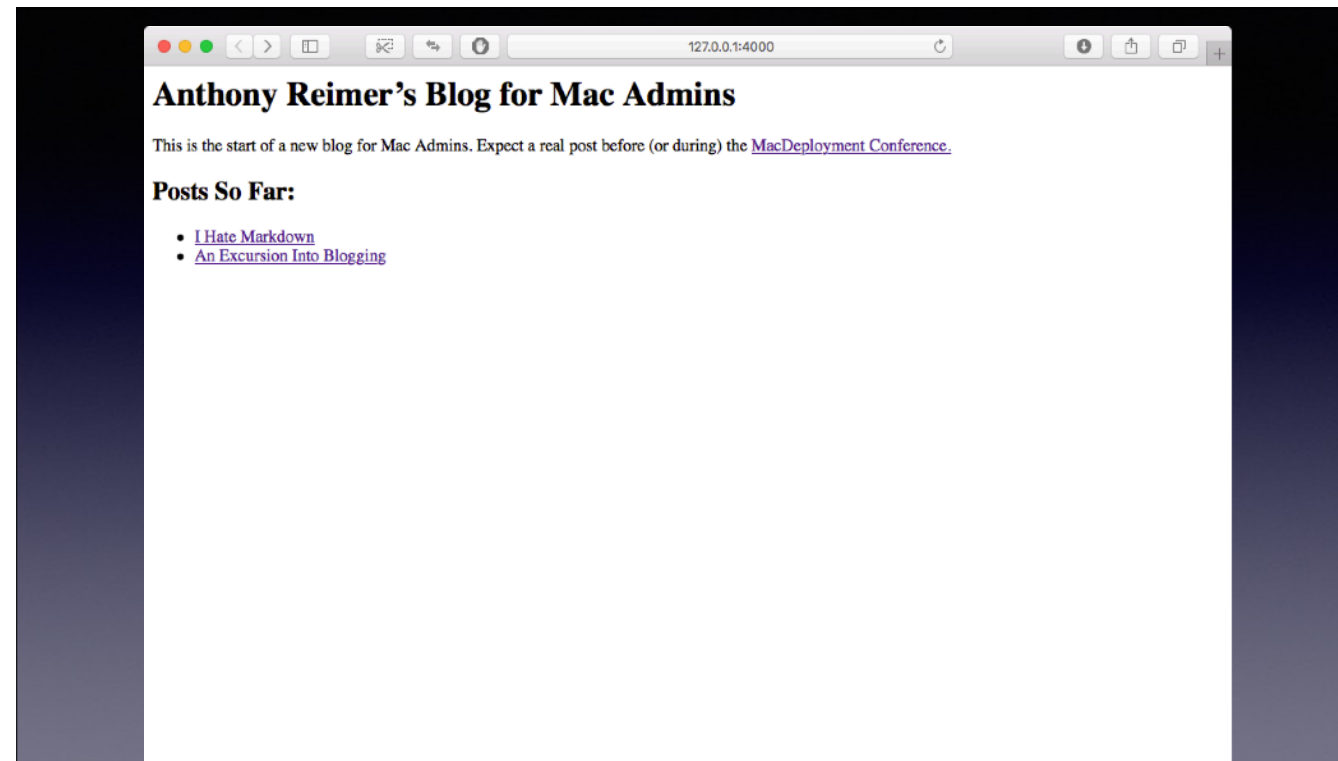 127.0.0.1:4000
Anthony Reimer’s Blog for Mac Admins
This is the start of a new blog for Mac Admins. Expect a real post before (or during) the MacDeployment Conference.
Posts So Far:
• I Hate Markdown
• An Excursion Into Blogging